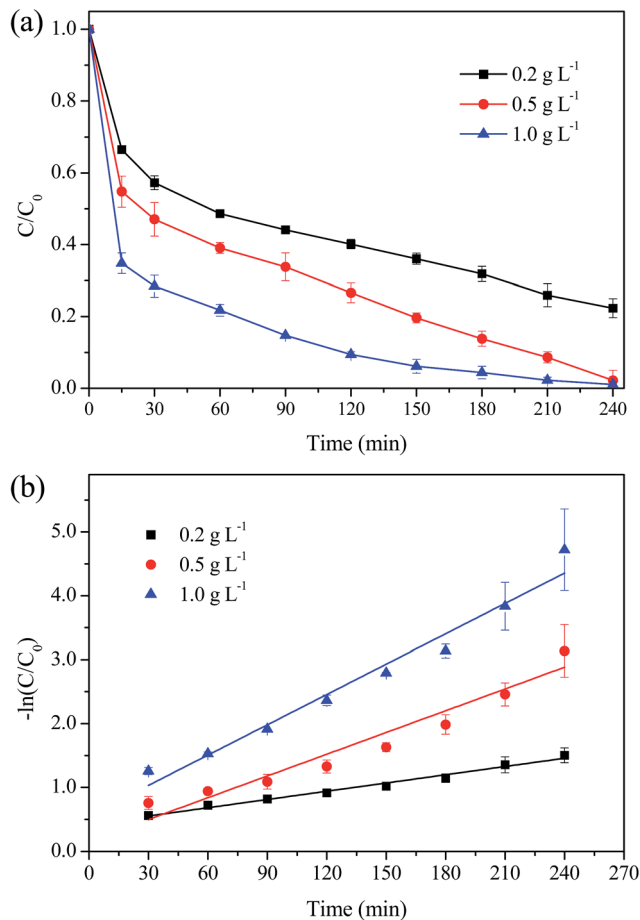 (a)
1.0
0.8
0.6
0.4
0.2
0.0
C/C0
0.2 g L-1
0.5 g L-1
1.0 g L-1
0 30 60 90 120 150 180 210 240
Time (min)
(b)
5.0
4.0
3.0
2.0
1.0
0.0
-ln(C/C0)
0.2 g L-1
0.5 g L-1
1.0 g L-1
0 30 60 90 120 150 180 210 240 270
Time (min)